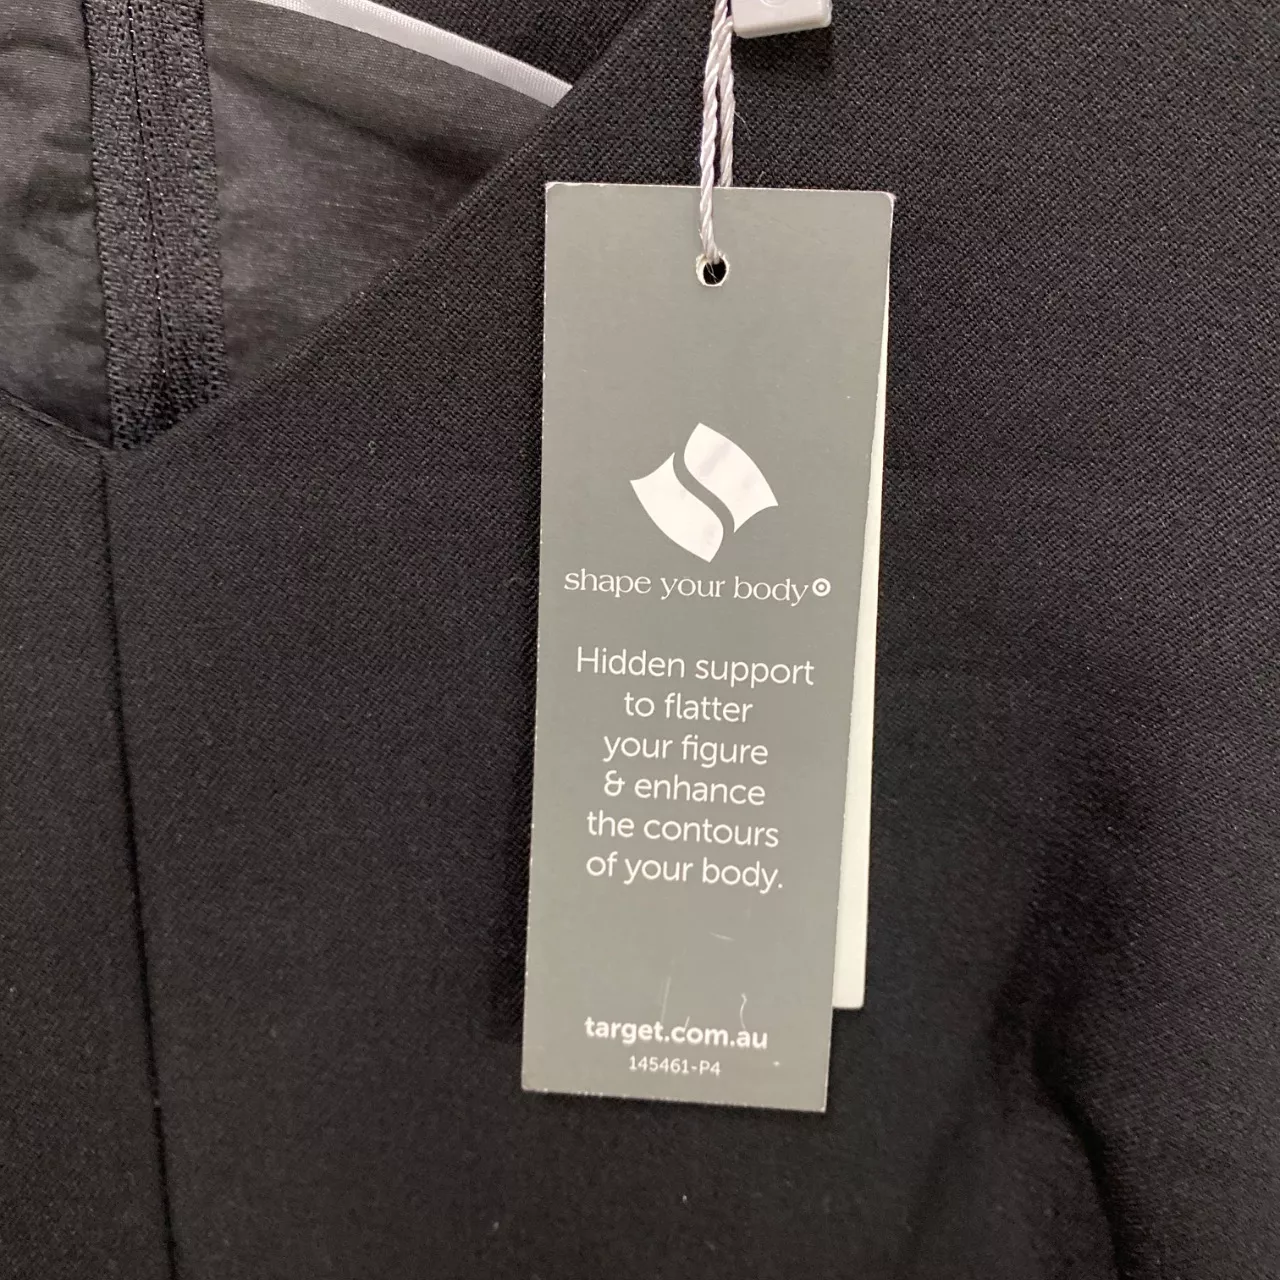 shape your body
Hidden support
to flatter
your figure
& enhance
the contours
of your body.
target.com.au
145461-P4